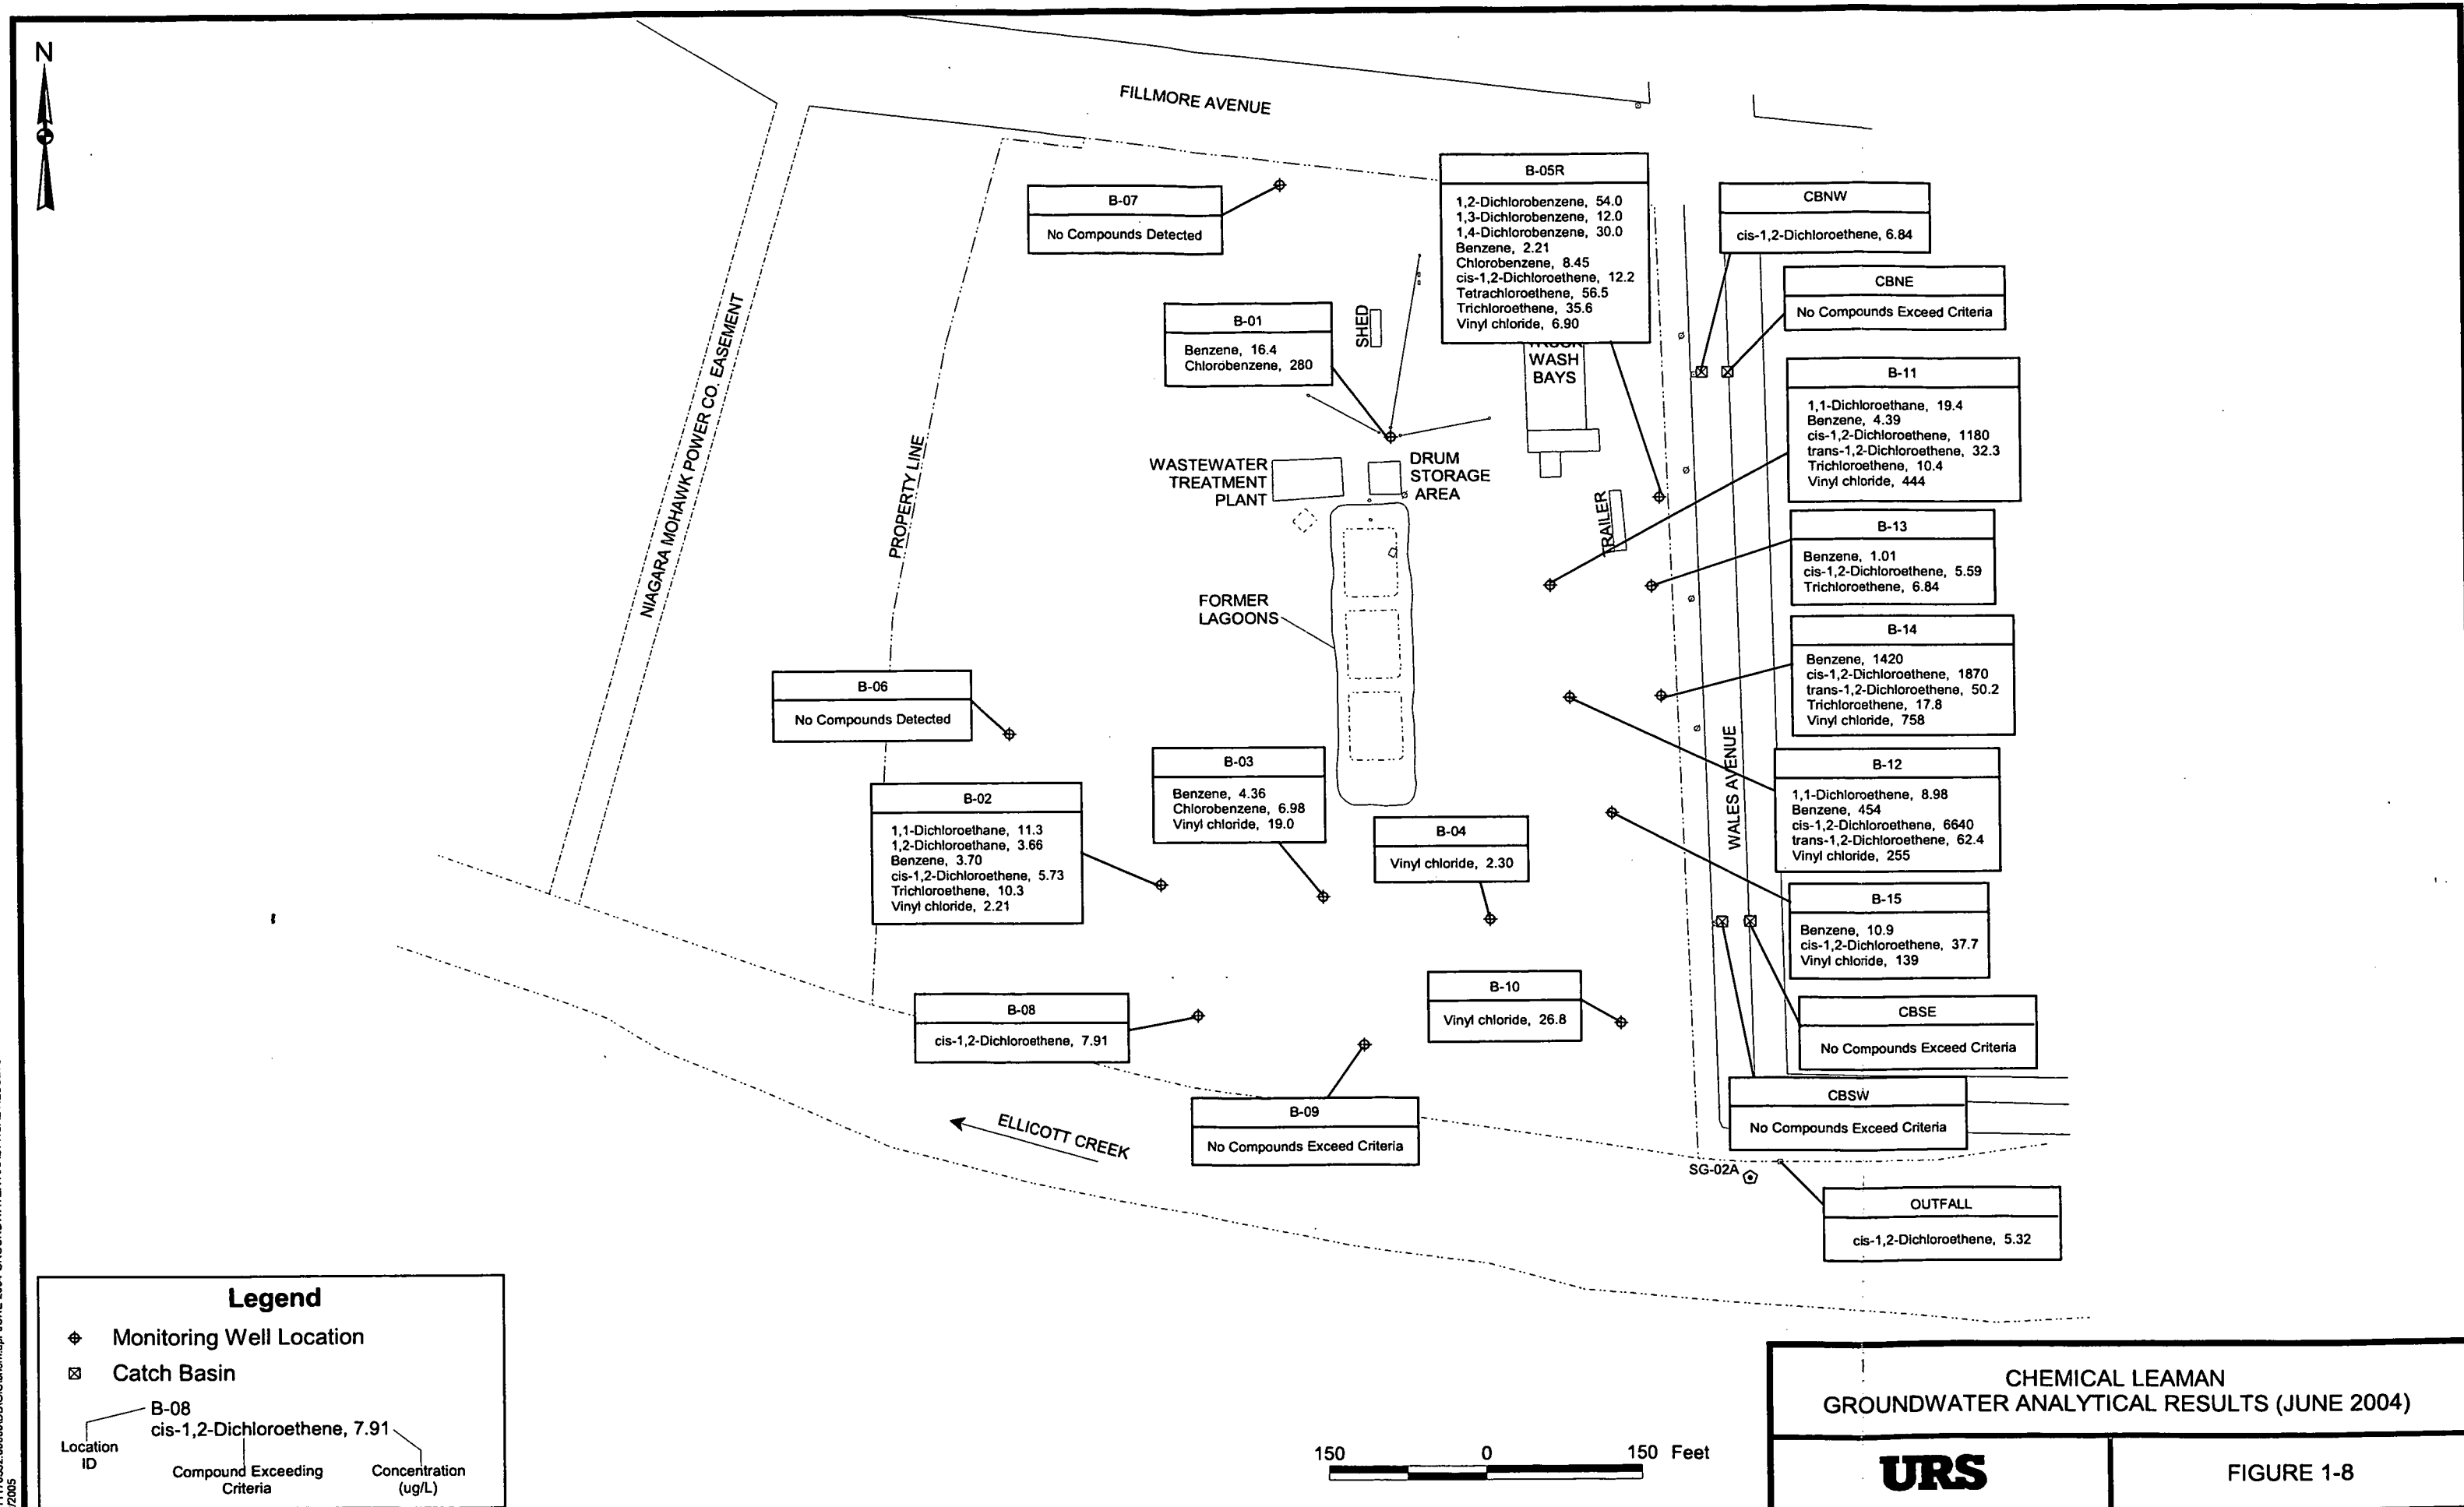 N
FILLMORE AVENUE
NIAGARA MOHAWK POWER CO. EASEMENT
PROPERTY LINE
B-07
No Compounds Detected
B-05R
1,2-Dichlorobenzene, 54.0
1,3-Dichlorobenzene, 12.0
1,4-Dichlorobenzene, 30.0
Benzene, 2.21
Chlorobenzene, 8.45
cis-1,2-Dichloroethene, 12.2
Tetrachloroethene, 56.5
Trichloroethene, 35.6
Vinyl chloride, 6.90
CBNW
cis-1,2-Dichloroethene, 6.84
CBNE
No Compounds Exceed Criteria
B-01
Benzene, 16.4
Chlorobenzene, 280
SHED
WASH
BAYS
B-11
1,1-Dichloroethane, 19.4
Benzene, 4.39
cis-1,2-Dichloroethene, 1180
trans-1,2-Dichloroethene, 32.3
Trichloroethene, 10.4
Vinyl chloride, 444
WASTEWATER
TREATMENT
PLANT
DRUM
STORAGE
AREA
TRAILER
B-13
Benzene, 1.01
cis-1,2-Dichloroethene, 5.59
Trichloroethene, 6.84
FORMER
LAGOONS
B-14
Benzene, 1420
cis-1,2-Dichloroethene, 1870
trans-1,2-Dichloroethene, 50.2
Trichloroethene, 17.8
Vinyl chloride, 758
B-06
No Compounds Detected
WALES AVENUE
B-03
Benzene, 4.36
Chlorobenzene, 6.98
Vinyl chloride, 19.0
B-12
1,1-Dichloroethene, 8.98
Benzene, 454
cis-1,2-Dichloroethene, 6640
trans-1,2-Dichloroethene, 62.4
Vinyl chloride, 255
B-02
1,1-Dichloroethane, 11.3
1,2-Dichloroethane, 3.66
Benzene, 3.70
cis-1,2-Dichloroethene, 5.73
Trichloroethene, 10.3
Vinyl chloride, 2.21
B-04
Vinyl chloride, 2.30
B-15
Benzene, 10.9
cis-1,2-Dichloroethene, 37.7
Vinyl chloride, 139
B-10
Vinyl chloride, 26.8
B-08
cis-1,2-Dichloroethene, 7.91
CBSE
No Compounds Exceed Criteria
CBSW
No Compounds Exceed Criteria
B-09
No Compounds Exceed Criteria
ELLICOTT CREEK
SG-02A
OUTFALL
cis-1,2-Dichloroethene, 5.32
Legend
Monitoring Well Location
Catch Basin
B-08
cis-1,2-Dichloroethene, 7.91
Location
ID
Compound Exceeding
Criteria
Concentration
(ug/L)
150 0 150 Feet
CHEMICAL LEAMAN
GROUNDWATER ANALYTICAL RESULTS (JUNE 2004)
URS
FIGURE 1-8